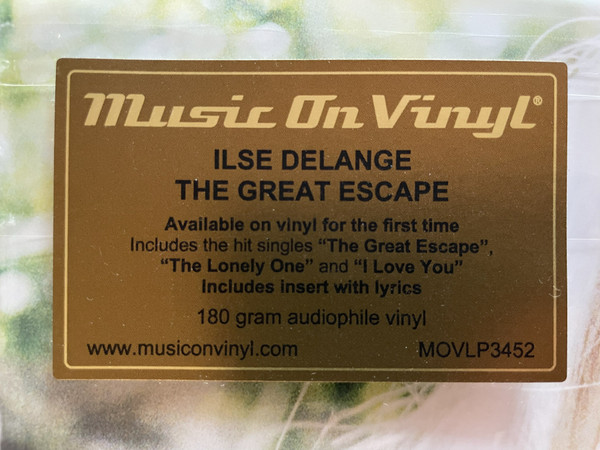 Music On Vinyl®
ILSE DELANGE
THE GREAT ESCAPE
Available on vinyl for the first time
Includes the hit singles “The Great Escape”,
“The Lonely One” and “I Love You”
Includes insert with lyrics
180 gram audiophile vinyl
www.musiconvinyl.com MOVLP3452